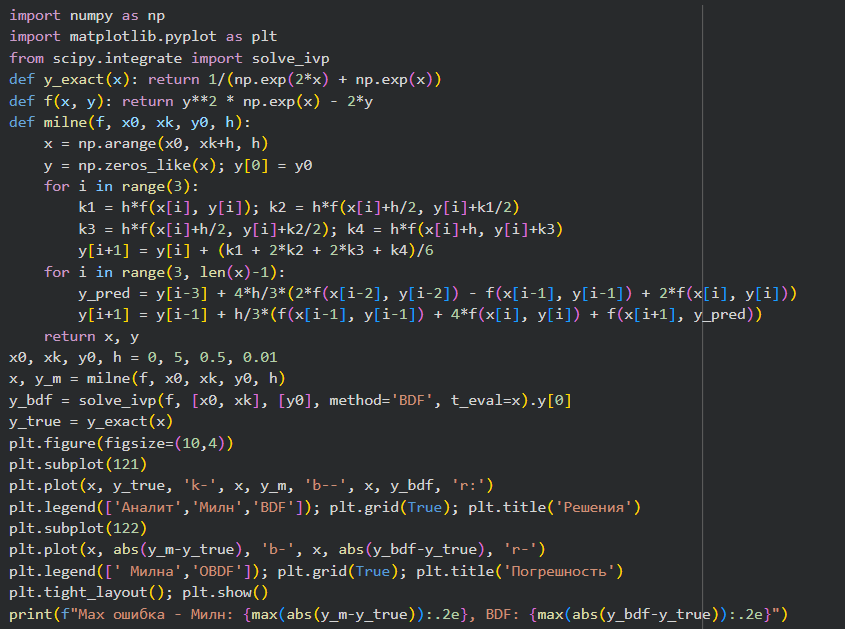 import numpy as np
import matplotlib.pyplot as plt
from scipy.integrate import solve_ivp
def y_exact(x): return 1/(np.exp(2*x) + np.exp(x))
def f(x, y): return y**2 * np.exp(x) - 2*y
def milne(f, x0, xk, y0, h):
    x = np.arange(x0, xk+h, h)
    y = np.zeros_like(x); y[0] = y0
    for i in range(3):
        k1 = h*f(x[i], y[i]); k2 = h*f(x[i]+h/2, y[i]+k1/2)
        k3 = h*f(x[i]+h/2, y[i]+k2/2); k4 = h*f(x[i]+h, y[i]+k3)
        y[i+1] = y[i] + (k1 + 2*k2 + 2*k3 + k4)/6
    for i in range(3, len(x)-1):
        y_pred = y[i-3] + 4*h/3*(2*f(x[i-2], y[i-2]) - f(x[i-1], y[i-1]) + 2*f(x[i], y[i]))
        y[i+1] = y[i-1] + h/3*(f(x[i-1], y[i-1]) + 4*f(x[i], y[i]) + f(x[i+1], y_pred))
    return x, y
x0, xk, y0, h = 0, 5, 0.5, 0.01
x, y_m = milne(f, x0, xk, y0, h)
y_bdf = solve_ivp(f, [x0, xk], [y0], method='BDF', t_eval=x).y[0]
y_true = y_exact(x)
plt.figure(figsize=(10,4))
plt.subplot(121)
plt.plot(x, y_true, 'k-', x, y_m, 'b--', x, y_bdf, 'r:')
plt.legend(['Аналит','Милн','BDF']); plt.grid(True); plt.title('Решения')
plt.subplot(122)
plt.plot(x, abs(y_m-y_true), 'b-', x, abs(y_bdf-y_true), 'r-')
plt.legend([' Милна','OBDF']); plt.grid(True); plt.title('Погрешность')
plt.tight_layout(); plt.show()
print(f"Max ошибка - Милн: {max(abs(y_m-y_true)):.2e}, BDF: {max(abs(y_bdf-y_true)):.2e}")